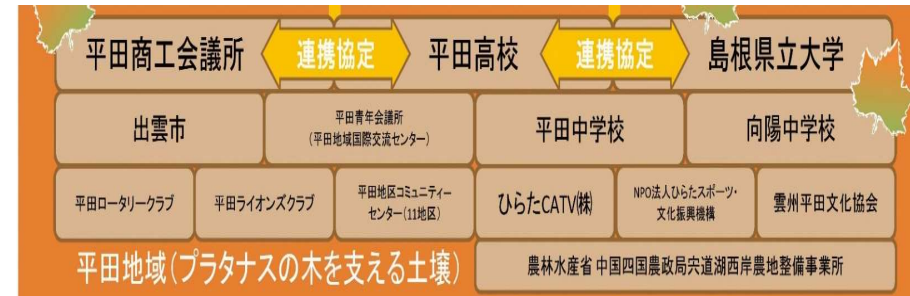 平田商工会議所 連携協定 平田高校 連携協定 島根県立大学
出雲市
平田青年会議所
(平田地域国際交流センター)
平田中学校
向陽中学校
平田ロータリークラブ
平田ライオンズクラブ
平田地区コミュニティー
センター(11地区)
ひらたCATV㈱
NPO法人ひらたスポーツ・
文化振興機構
雲州平田文化協会
平田地域(プラタナスの木を支える土壌)
農林水産省 中国四国農政局宍道湖西岸農地整備事業所